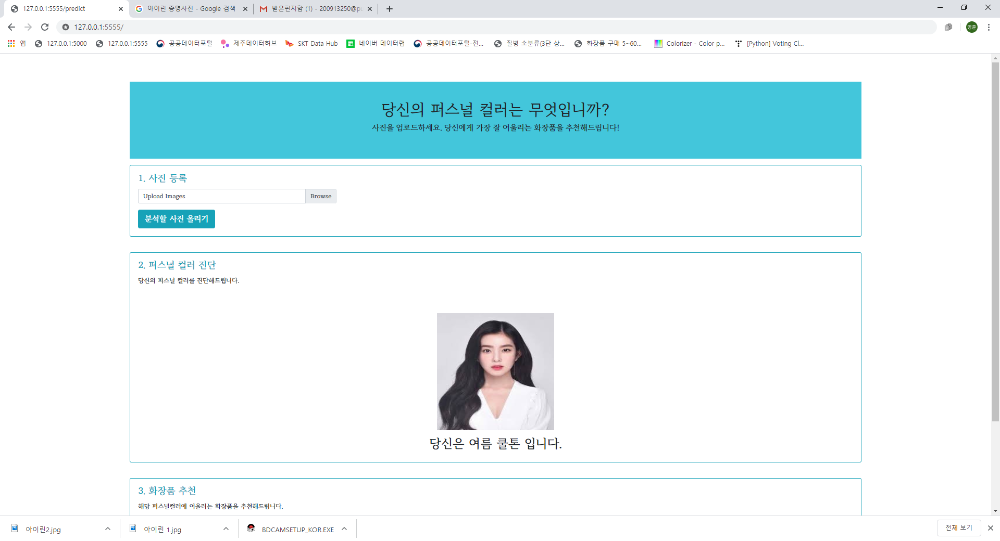 127.0.0.1:5555/predict
아이린 증명사진 - Google 검색
받은편지함 (1) - 200913250@pu
127.0.0.1:5555/
영훈
앱
127.0.0.1:5000
127.0.0.1:5555
공공데이터포털
제주데이터허브
SKT Data Hub
네이버 데이터랩
공공데이터포털-전...
질병 소분류(3단 상...
화장품 구매 5~60...
Colorizer - Color p...
[Python] Voting Cl...
당신의 퍼스널 컬러는 무엇입니까?
사진을 업로드하세요. 당신에게 가장 잘 어울리는 화장품을 추천해드립니다!
1. 사진 등록
Upload Images
Browse
분석할 사진 올리기
2. 퍼스널 컬러 진단
당신의 퍼스널 컬러를 진단해드립니다.
당신은 여름 쿨톤 입니다.
3. 화장품 추천
해당 퍼스널컬러에 어울리는 화장품을 추천해드립니다.
아이린2.jpg
아이린 1.jpg
BDCAMSETUP_KOR.EXE
전체 보기